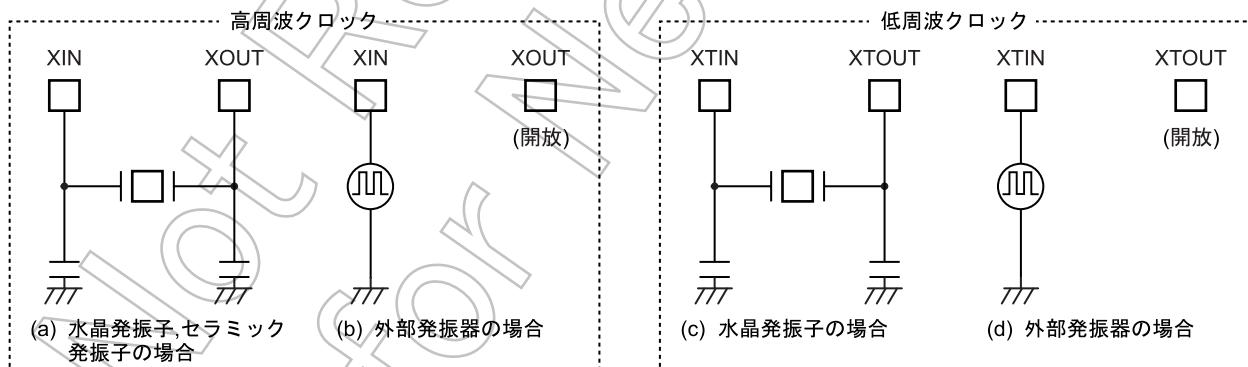 高周波クロック
XIN XOUT XIN XOUT
(開放)
(a) 水晶発振子,セラミック
発振子の場合
(b) 外部発振器の場合
低周波クロック
XTIN XTOUT XTIN XTOUT
(開放)
(c) 水晶発振子の場合
(d) 外部発振器の場合
Not R
for Ne